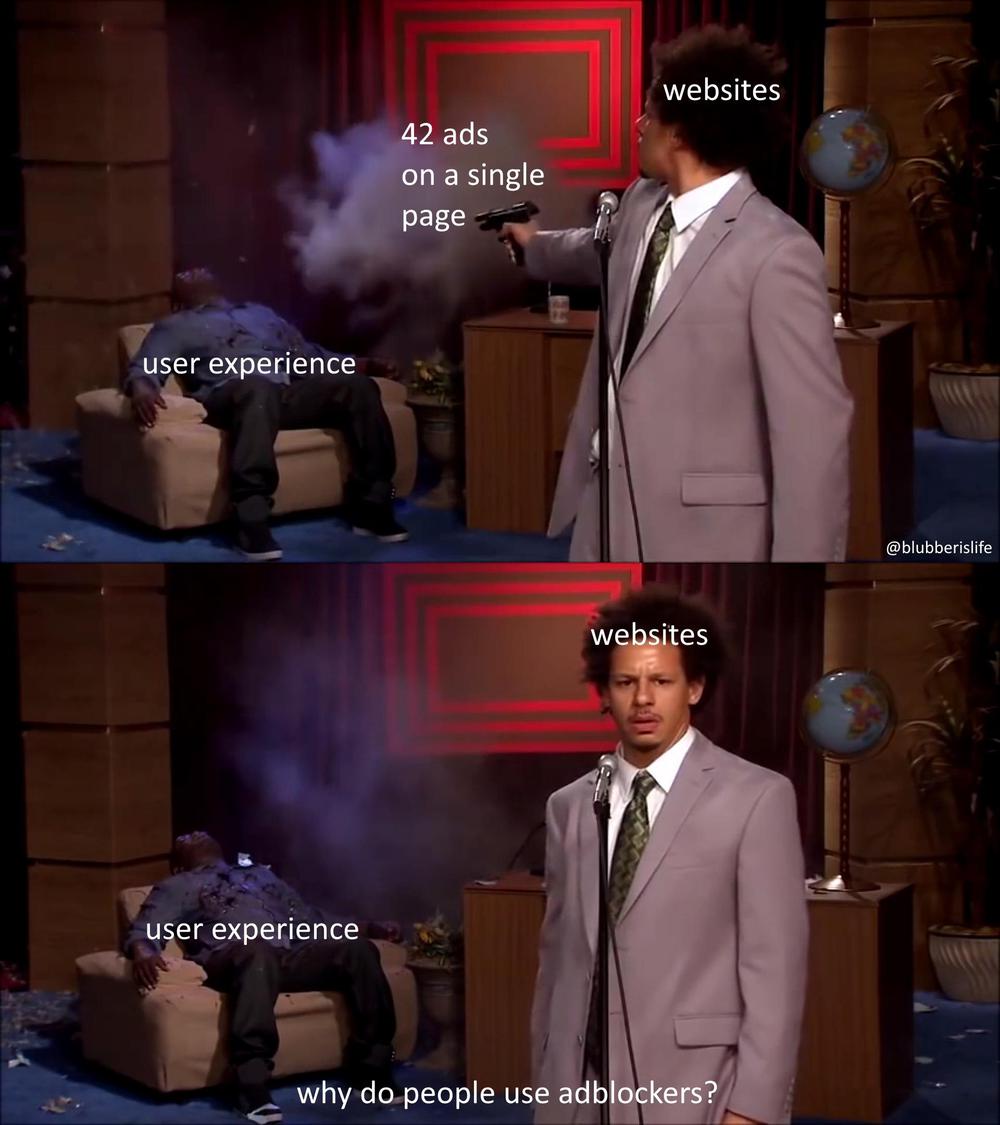 websites
42 ads
on a single
page
user experience
@blubberislife
websites
user experience
why do people use adblockers?